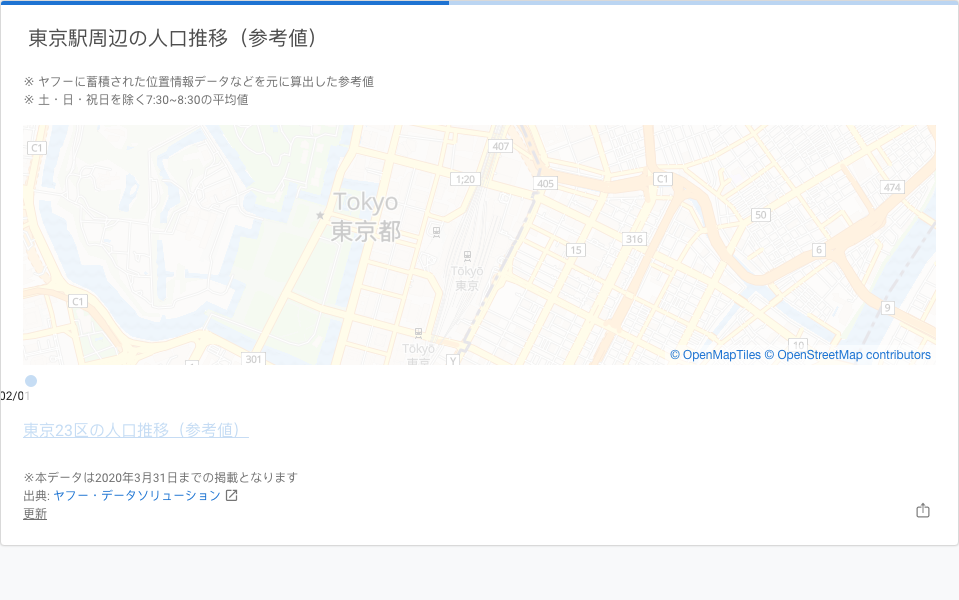 東京駅周辺の人口推移（参考値）
※ ヤフーに蓄積された位置情報データなどを元に算出した参考値
※ 土・日・祝日を除く7:30~8:30の平均値
C1
407
1;20
405
C1
474
Tokyo
東京都
50
316
15
6
Tōkyō
東京
C1
9
10
301
Tōkyō
東京
Y
© OpenMapTiles © OpenStreetMap contributors
02/01
東京23区の人口推移（参考値）
※本データは2020年3月31日までの掲載となります
出典: ヤフー・データソリューション
更新